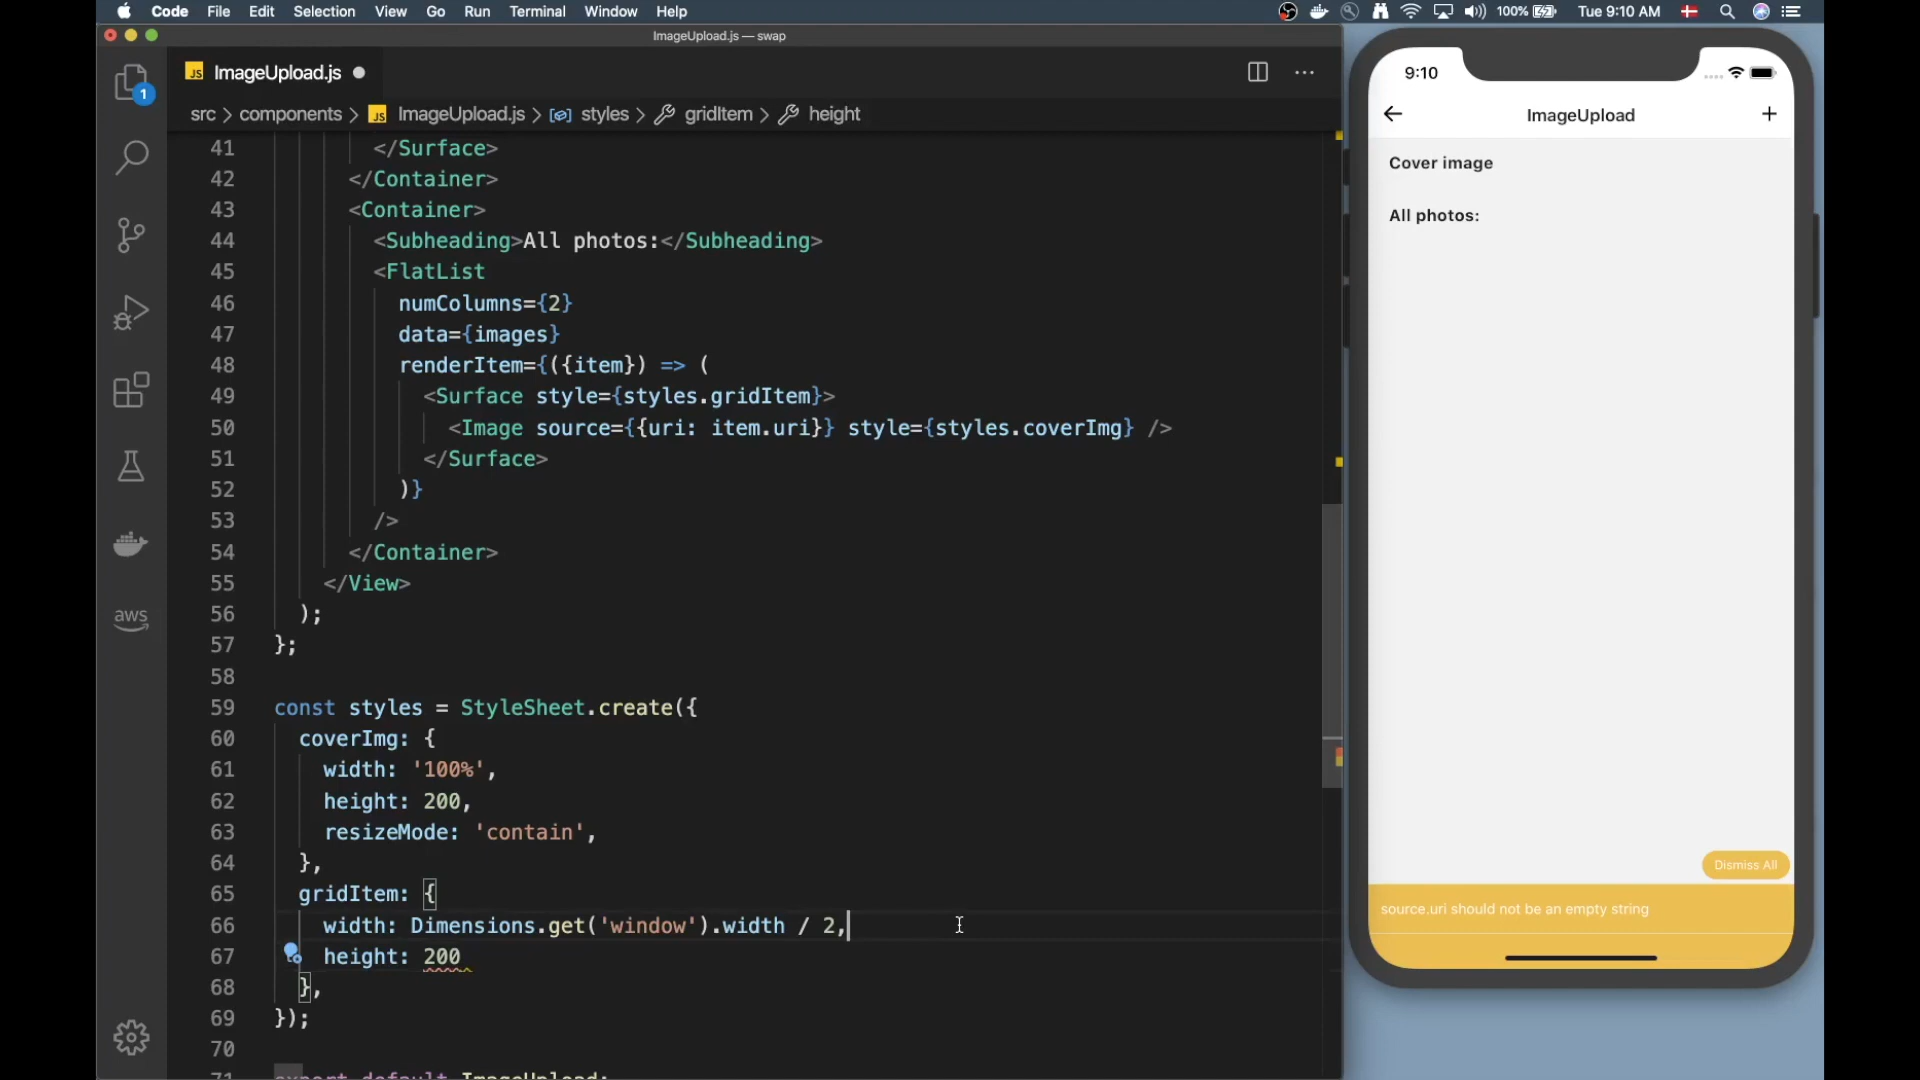 Code File Edit Selection View Go Run Terminal Window Help 100% Tue 9:10 AM
ImageUpload.js — swap
JS ImageUpload.js
src > components > JS ImageUpload.js > styles > gridItem > height
1
aws
41 </Surface>
42 </Container>
43 <Container>
44 <Subheading>All photos:</Subheading>
45 <FlatList
46 numColumns={2}
47 data={images}
48 renderItem={({item}) => (
49 <Surface style={styles.gridItem}>
50 <Image source={{uri: item.uri}} style={styles.coverImg} />
51 </Surface>
52 )}
53 />
54 </Container>
55 </View>
56 );
57 };
58
59 const styles = StyleSheet.create({
60 coverImg: {
61 width: '100%',
62 height: 200,
63 resizeMode: 'contain',
64 },
65 gridItem: {
66 width: Dimensions.get('window').width / 2,
67 height: 200
68 },
69 });
70
71 export default ImageUpload;
9:10
ImageUpload
Cover image
All photos:
Dismiss All
source.uri should not be an empty string